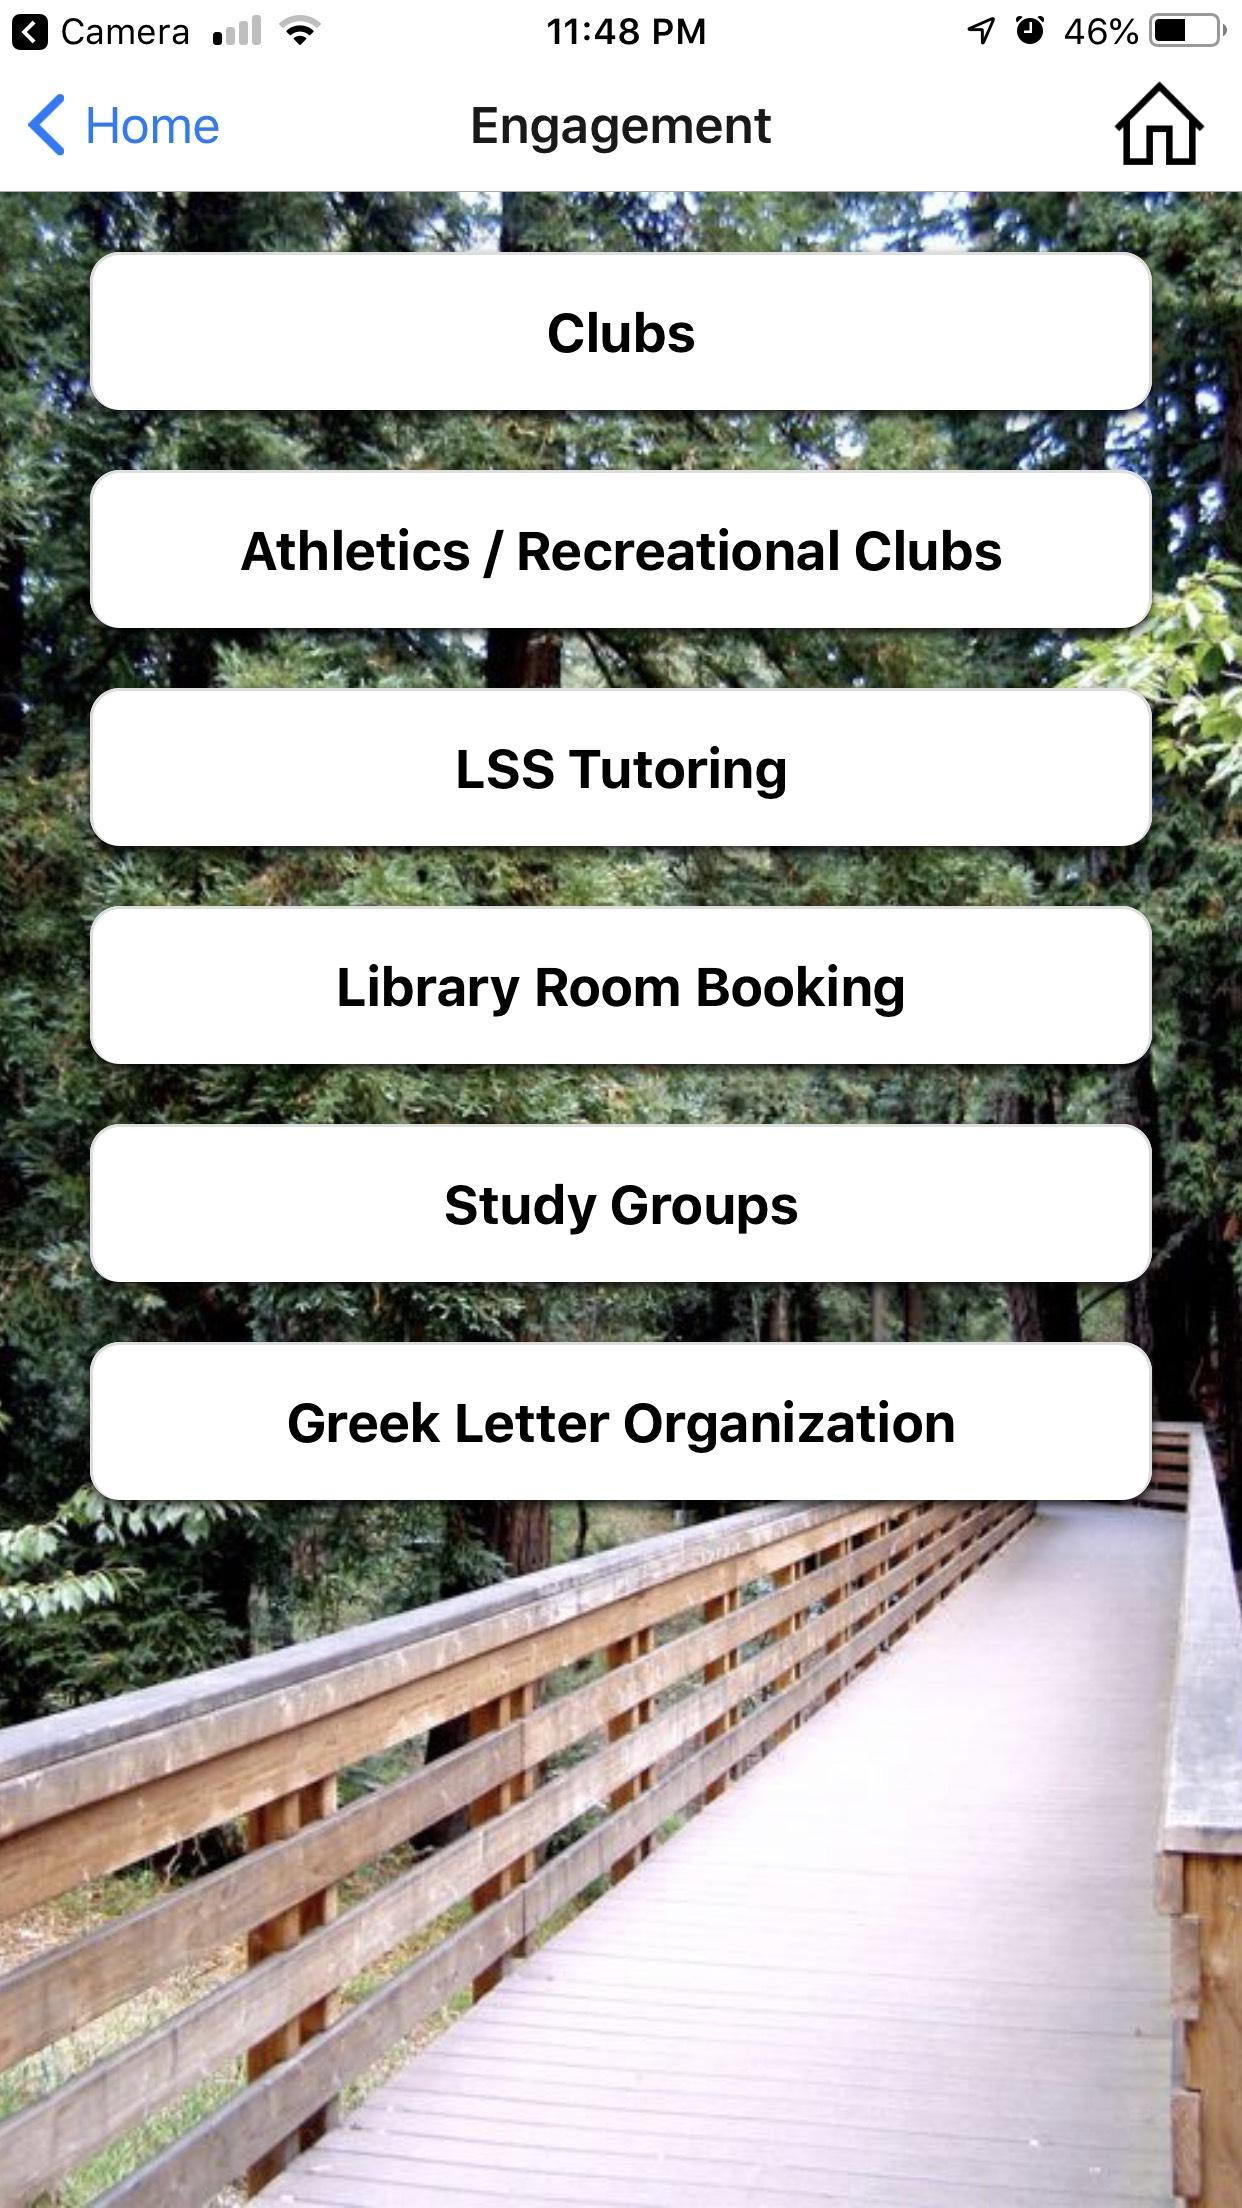 Camera 11:48 PM 46%
Home Engagement
Clubs
Athletics / Recreational Clubs
LSS Tutoring
Library Room Booking
Study Groups
Greek Letter Organization